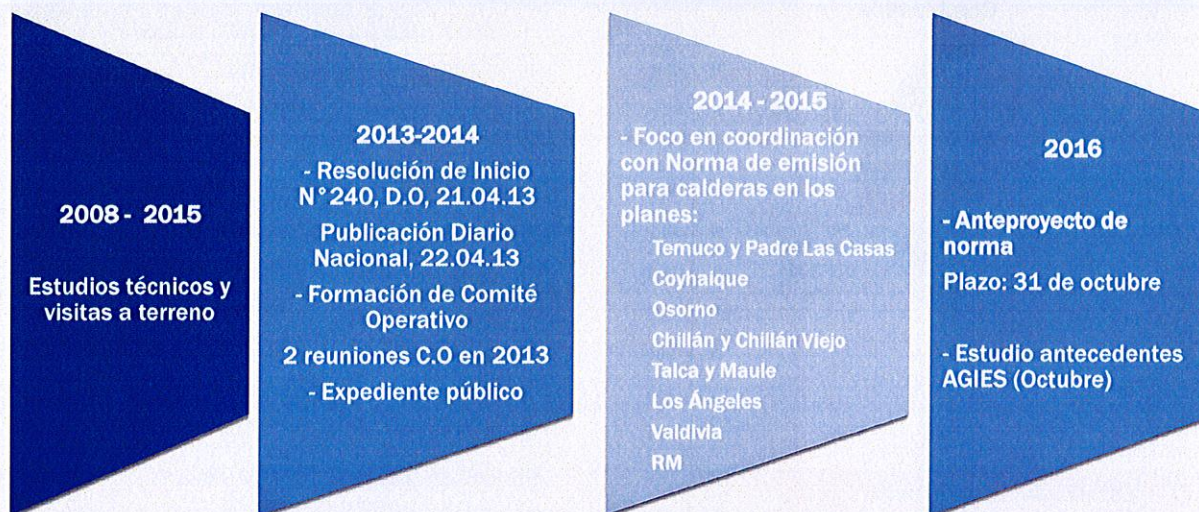 2008 - 2015
Estudios técnicos y
visitas a terreno
2013-2014
- Resolución de Inicio
N°240, D.O, 21.04.13
Publicación Diario
Nacional, 22.04.13
- Formación de Comité
Operativo
2 reuniones C.O en 2013
- Expediente público
2014 - 2015
- Foco en coordinación
con Norma de emisión
para calderas en los
planes:
Temuco y Padre Las Casas
Coyhaique
Osorno
Chillán y Chillán Viejo
Talca y Maule
Los Ángeles
Valdivia
RM
2016
- Anteproyecto de
norma
Plazo: 31 de octubre
- Estudio antecedentes
AGIES (Octubre)